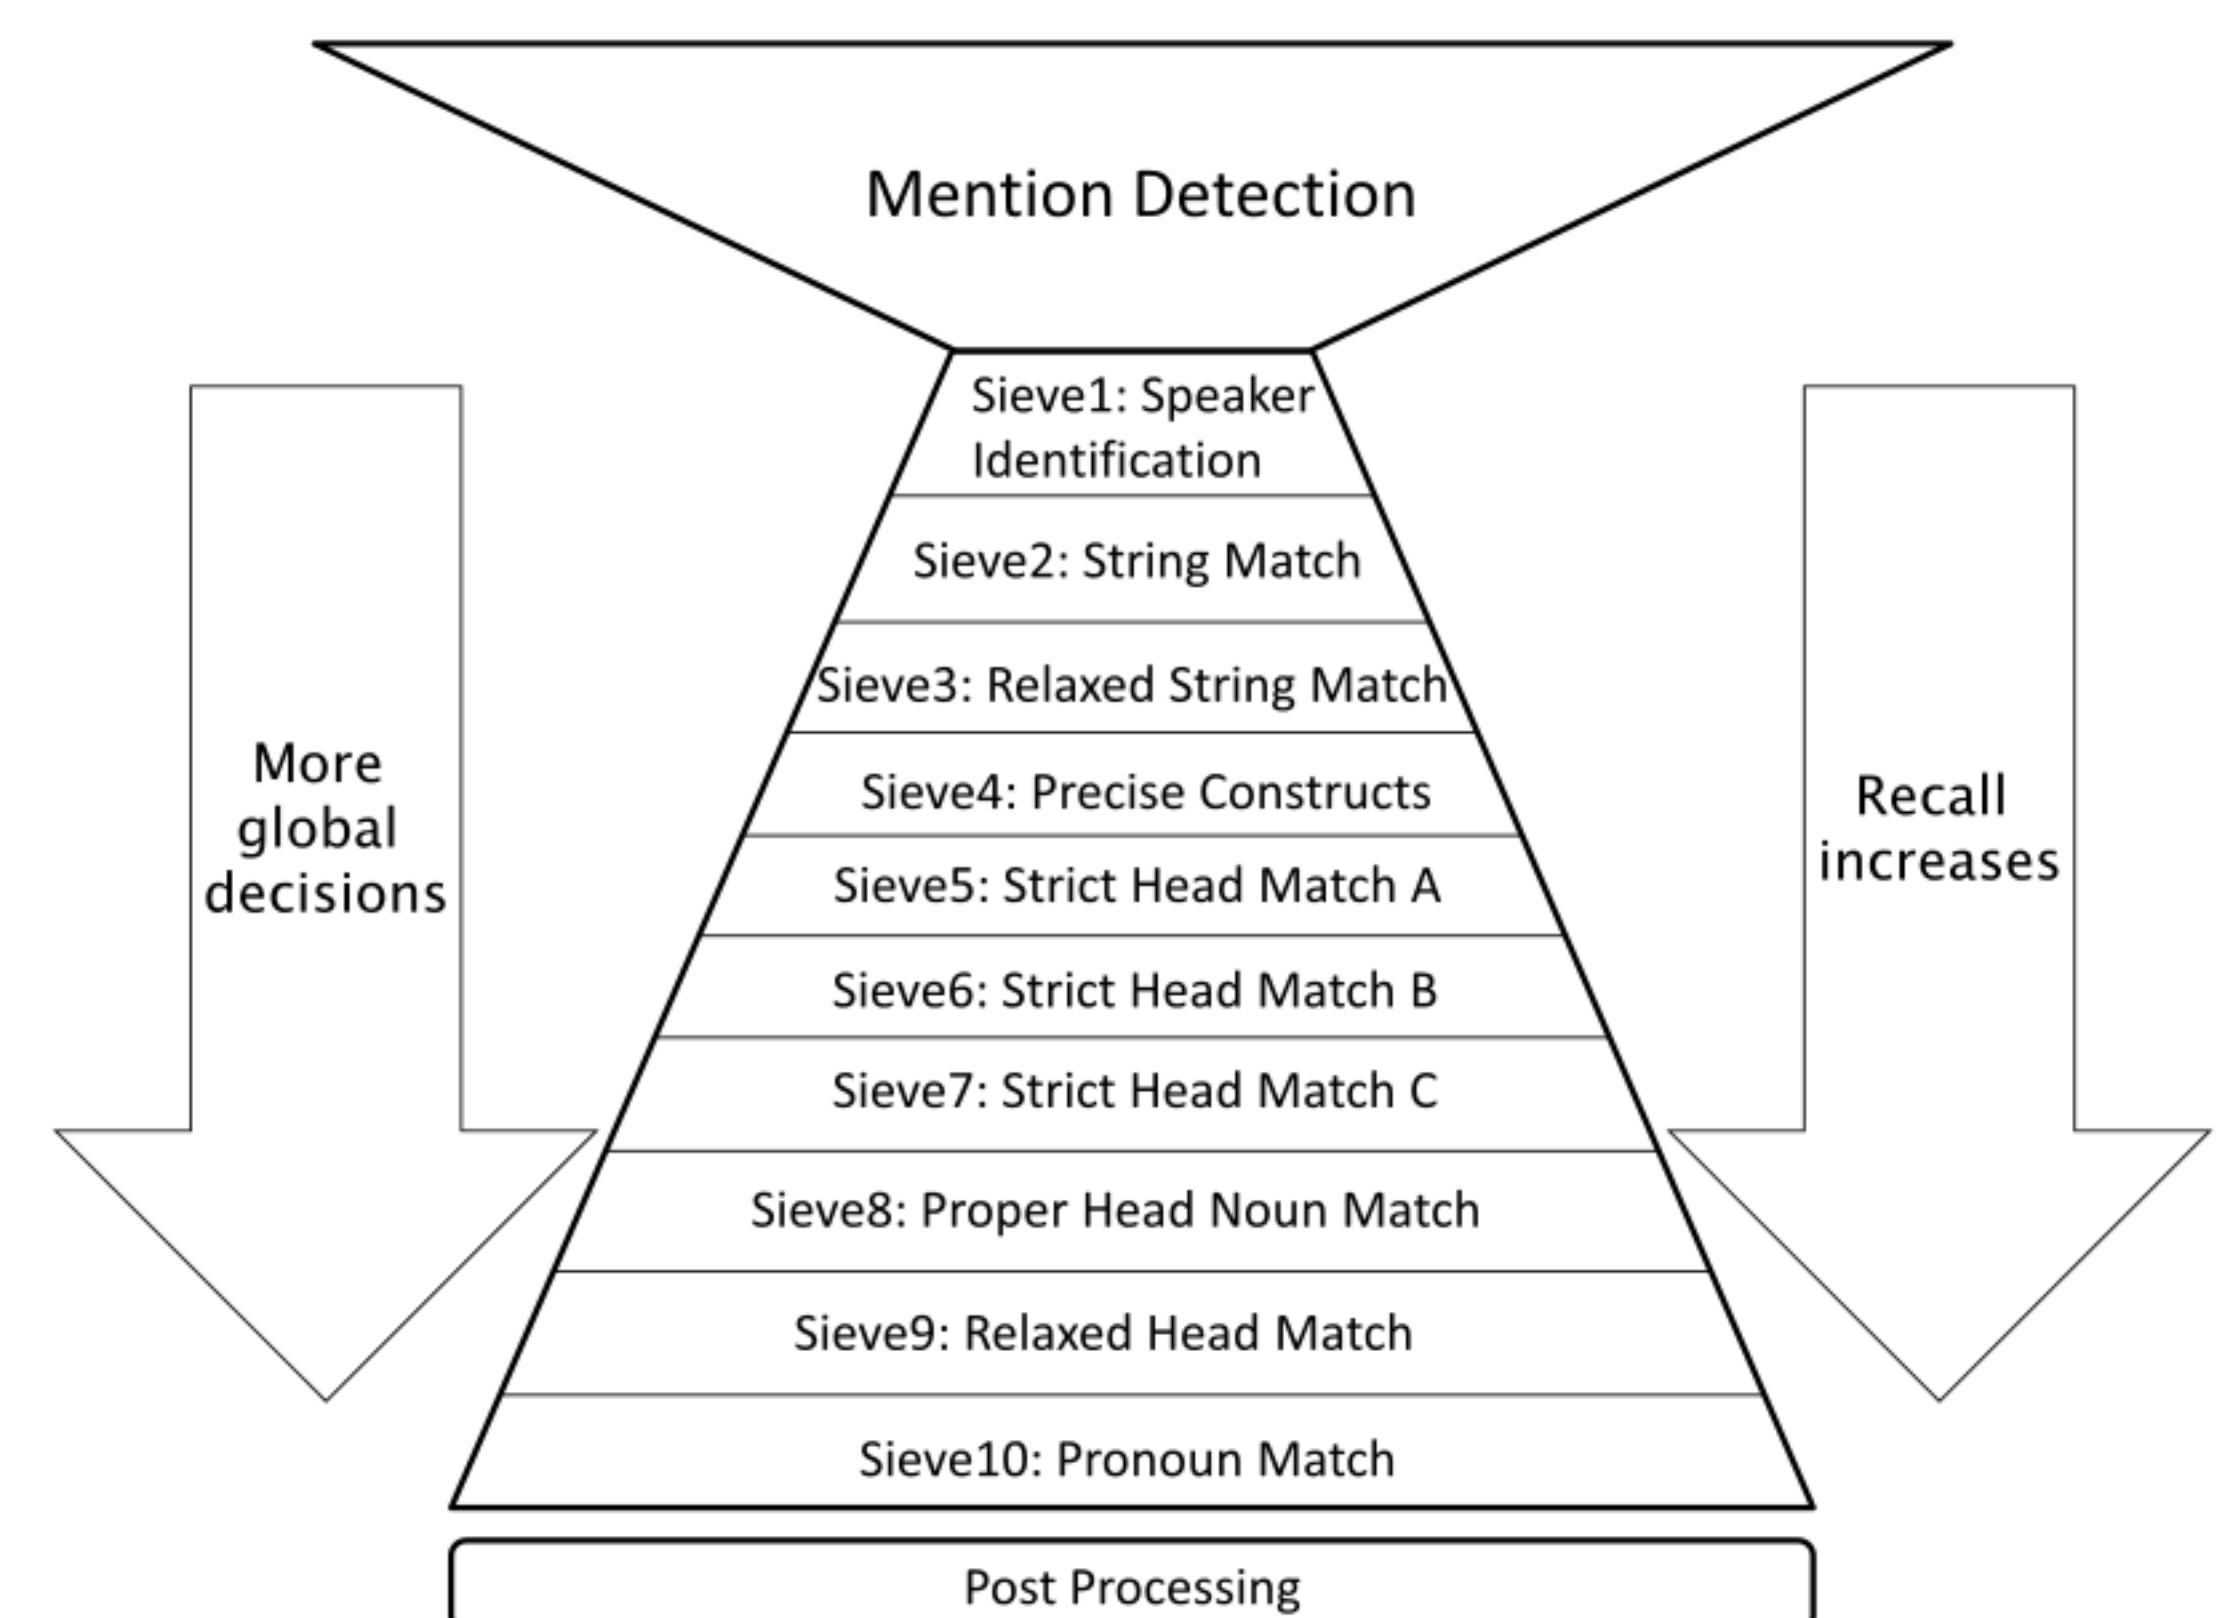 Mention Detection
Sieve1: Speaker
Identification
Sieve2: String Match
Sieve3: Relaxed String Match
Sieve4: Precise Constructs
Sieve5: Strict Head Match A
Sieve6: Strict Head Match B
Sieve7: Strict Head Match C
Sieve8: Proper Head Noun Match
Sieve9: Relaxed Head Match
Sieve10: Pronoun Match
Post Processing
More
global
decisions
Recall
increases